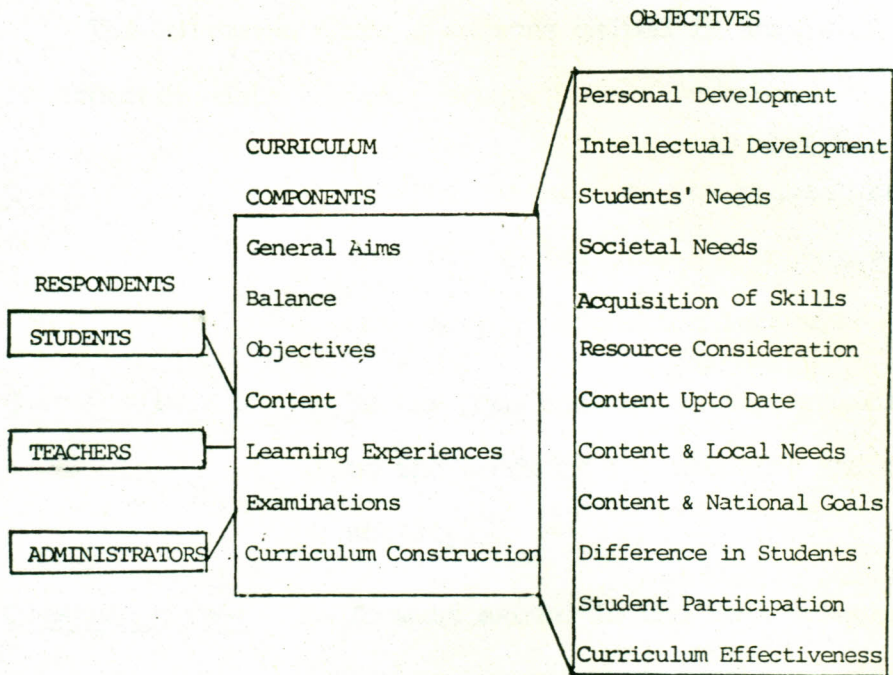 RESPONDENTS
STUDENTS
TEACHERS
ADMINISTRATORS
CURRICULUM
COMPONENTS
General Aims
Balance
Objectives
Content
Learning Experiences
Examinations
Curriculum Construction
OBJECTIVES
Personal Development
Intellectual Development
Students' Needs
Societal Needs
Acquisition of Skills
Resource Consideration
Content Upto Date
Content & Local Needs
Content & National Goals
Difference in Students
Student Participation
Curriculum Effectiveness